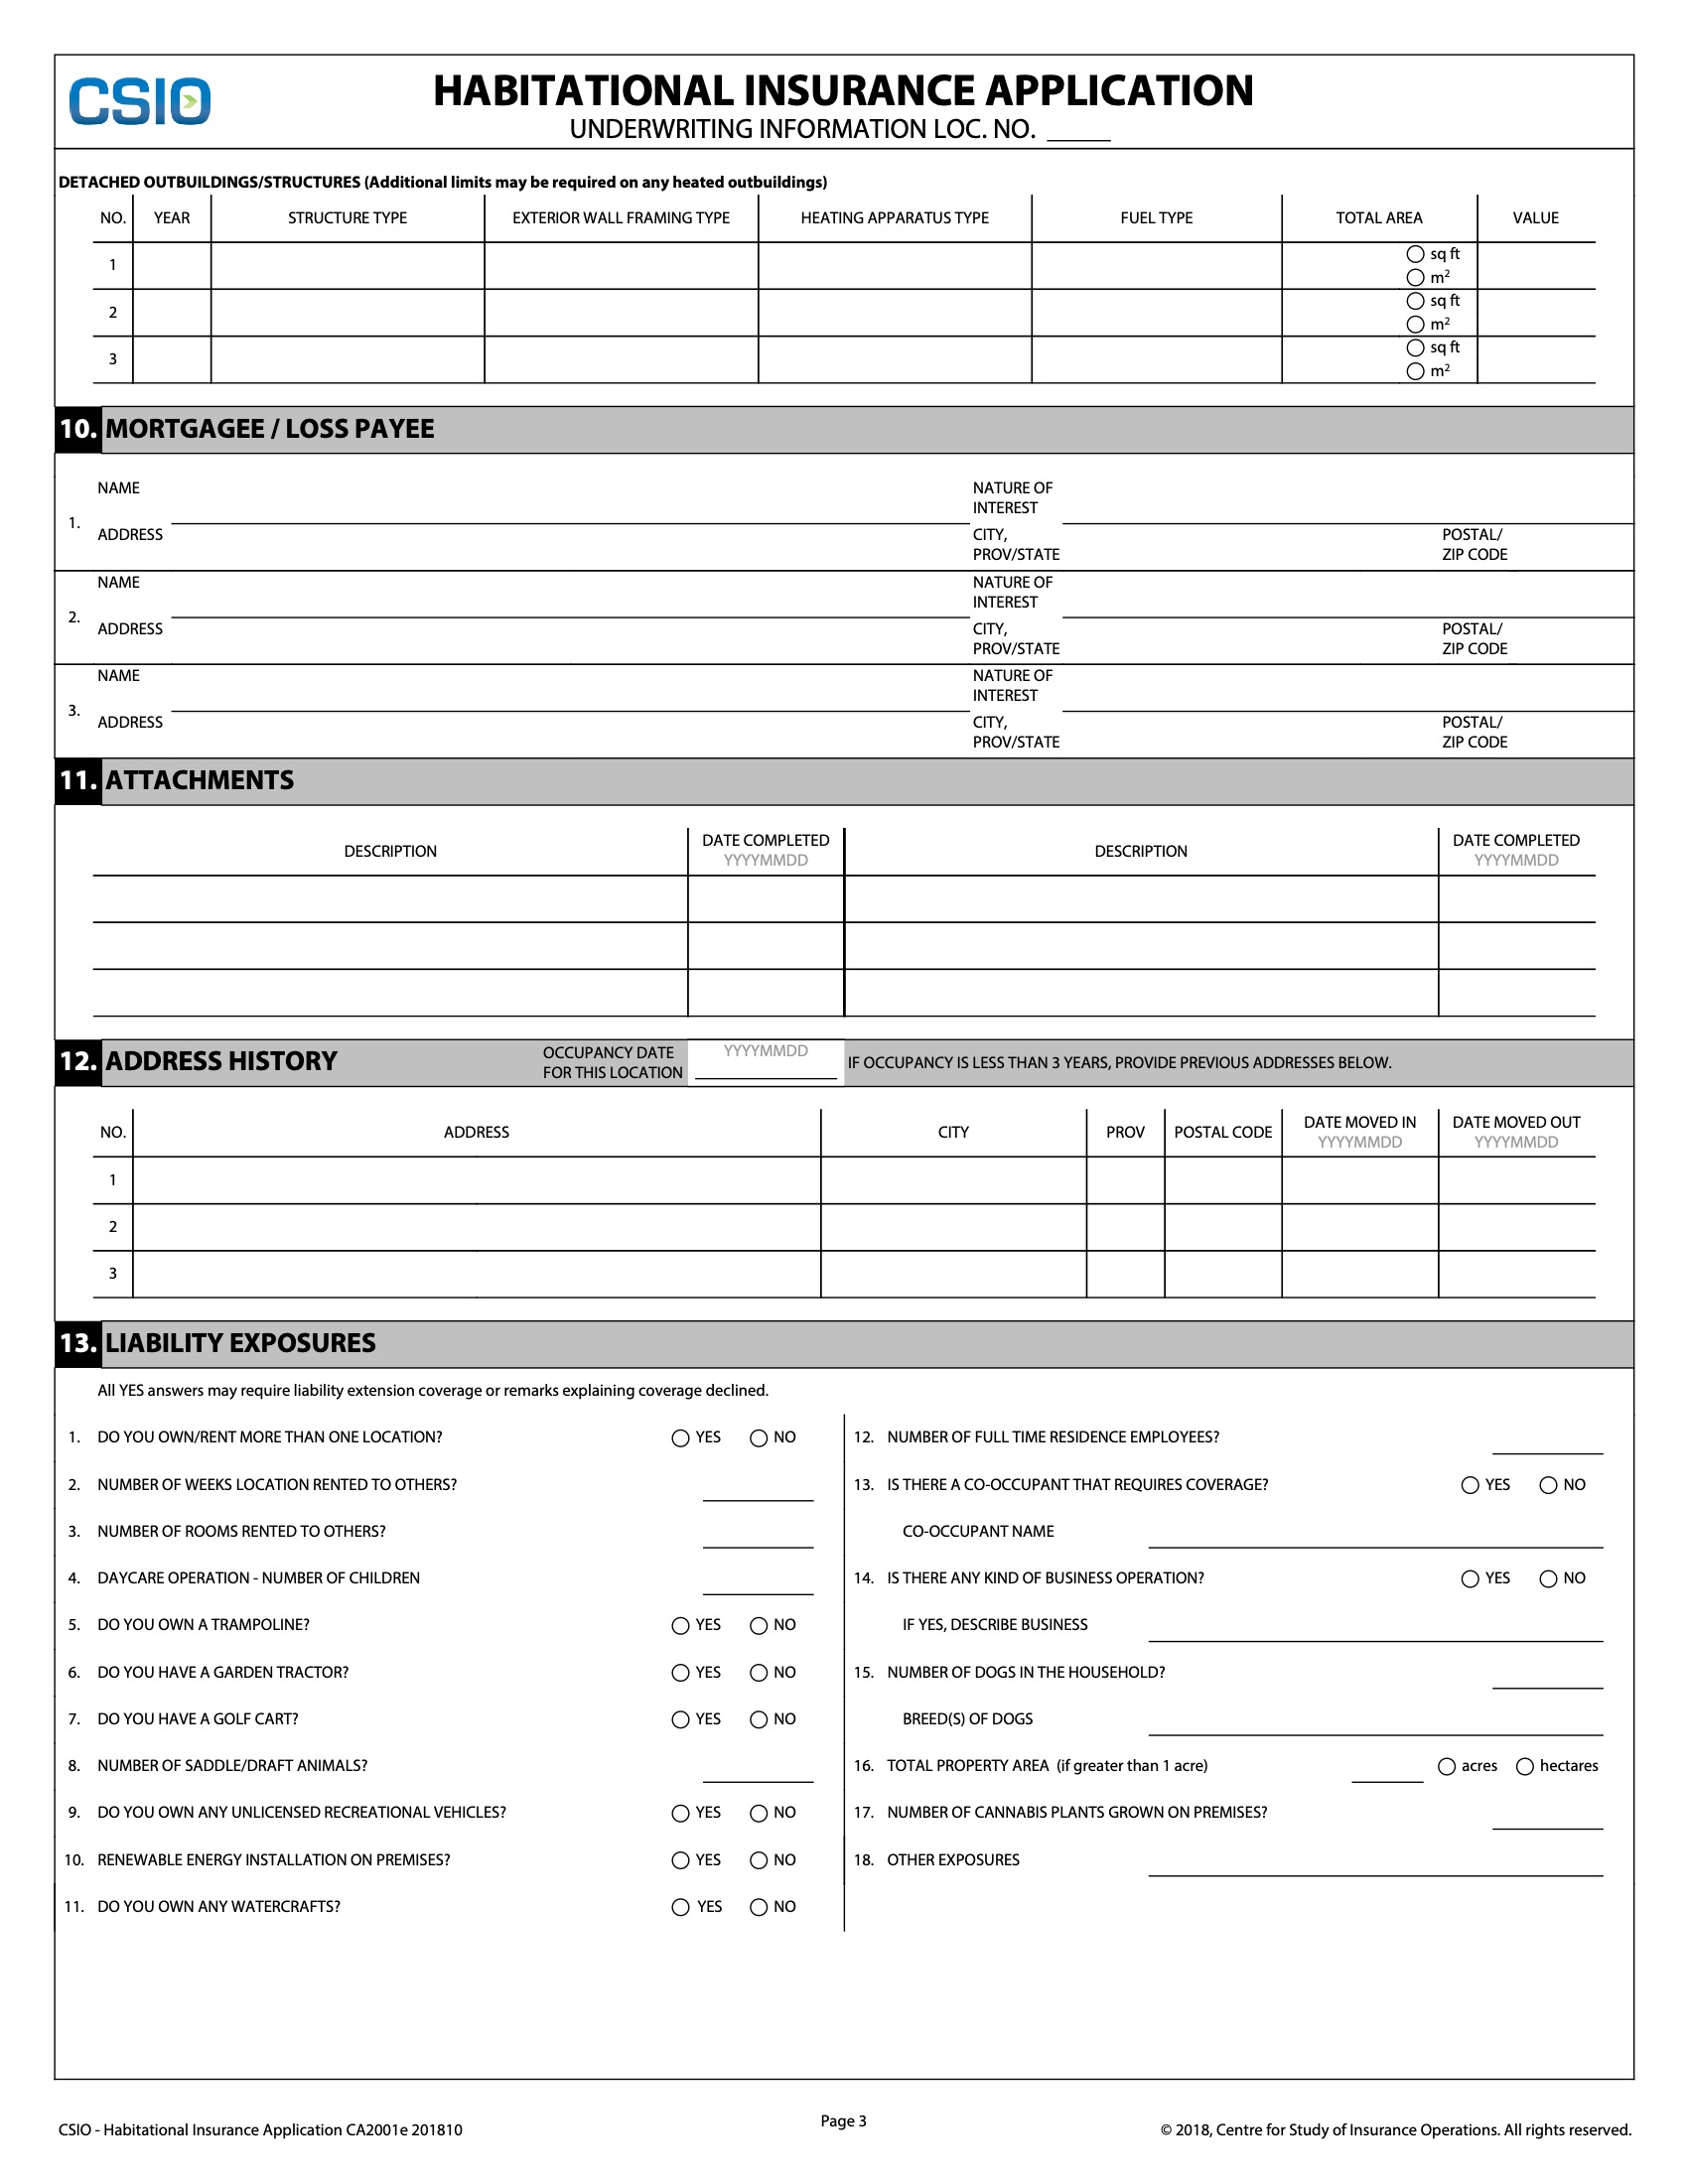 CSIO
HABITATIONAL INSURANCE APPLICATION
UNDERWRITING INFORMATION LOC. NO.
DETACHED OUTBUILDINGS/STRUCTURES (Additional limits may be required on any heated outbuildings)
NO. YEAR STRUCTURE TYPE EXTERIOR WALL FRAMING TYPE HEATING APPARATUS TYPE FUEL TYPE TOTAL AREA VALUE
1 sq ft
m²
2 sq ft
m²
3 sq ft
m²
10. MORTGAGEE / LOSS PAYEE
1.
NAME NATURE OF
INTEREST
ADDRESS CITY, POSTAL/
PROV/STATE ZIP CODE
2.
NAME NATURE OF
INTEREST
ADDRESS CITY, POSTAL/
PROV/STATE ZIP CODE
3.
NAME NATURE OF
INTEREST
ADDRESS CITY, POSTAL/
PROV/STATE ZIP CODE
11. ATTACHMENTS
DESCRIPTION DATE COMPLETED DESCRIPTION DATE COMPLETED
YYYYMMDD YYYYMMDD
12. ADDRESS HISTORY OCCUPANCY DATE YYYYMMDD IF OCCUPANCY IS LESS THAN 3 YEARS, PROVIDE PREVIOUS ADDRESSES BELOW.
FOR THIS LOCATION
NO. ADDRESS CITY PROV POSTAL CODE DATE MOVED IN DATE MOVED OUT
YYYYMMDD YYYYMMDD
1
2
3
13. LIABILITY EXPOSURES
All YES answers may require liability extension coverage or remarks explaining coverage declined.
1. DO YOU OWN/RENT MORE THAN ONE LOCATION? YES NO
2. NUMBER OF WEEKS LOCATION RENTED TO OTHERS?
3. NUMBER OF ROOMS RENTED TO OTHERS?
4. DAYCARE OPERATION - NUMBER OF CHILDREN
5. DO YOU OWN A TRAMPOLINE? YES NO
6. DO YOU HAVE A GARDEN TRACTOR? YES NO
7. DO YOU HAVE A GOLF CART? YES NO
8. NUMBER OF SADDLE/DRAFT ANIMALS?
9. DO YOU OWN ANY UNLICENSED RECREATIONAL VEHICLES? YES NO
10. RENEWABLE ENERGY INSTALLATION ON PREMISES? YES NO
11. DO YOU OWN ANY WATERCRAFTS? YES NO
12. NUMBER OF FULL TIME RESIDENCE EMPLOYEES?
13. IS THERE A CO-OCCUPANT THAT REQUIRES COVERAGE? YES NO
CO-OCCUPANT NAME
14. IS THERE ANY KIND OF BUSINESS OPERATION? YES NO
IF YES, DESCRIBE BUSINESS
15. NUMBER OF DOGS IN THE HOUSEHOLD?
BREED(S) OF DOGS
16. TOTAL PROPERTY AREA (if greater than 1 acre) acres hectares
17. NUMBER OF CANNABIS PLANTS GROWN ON PREMISES?
18. OTHER EXPOSURES
CSIO - Habitational Insurance Application CA2001e 201810 Page 3 © 2018, Centre for Study of Insurance Operations. All rights reserved.